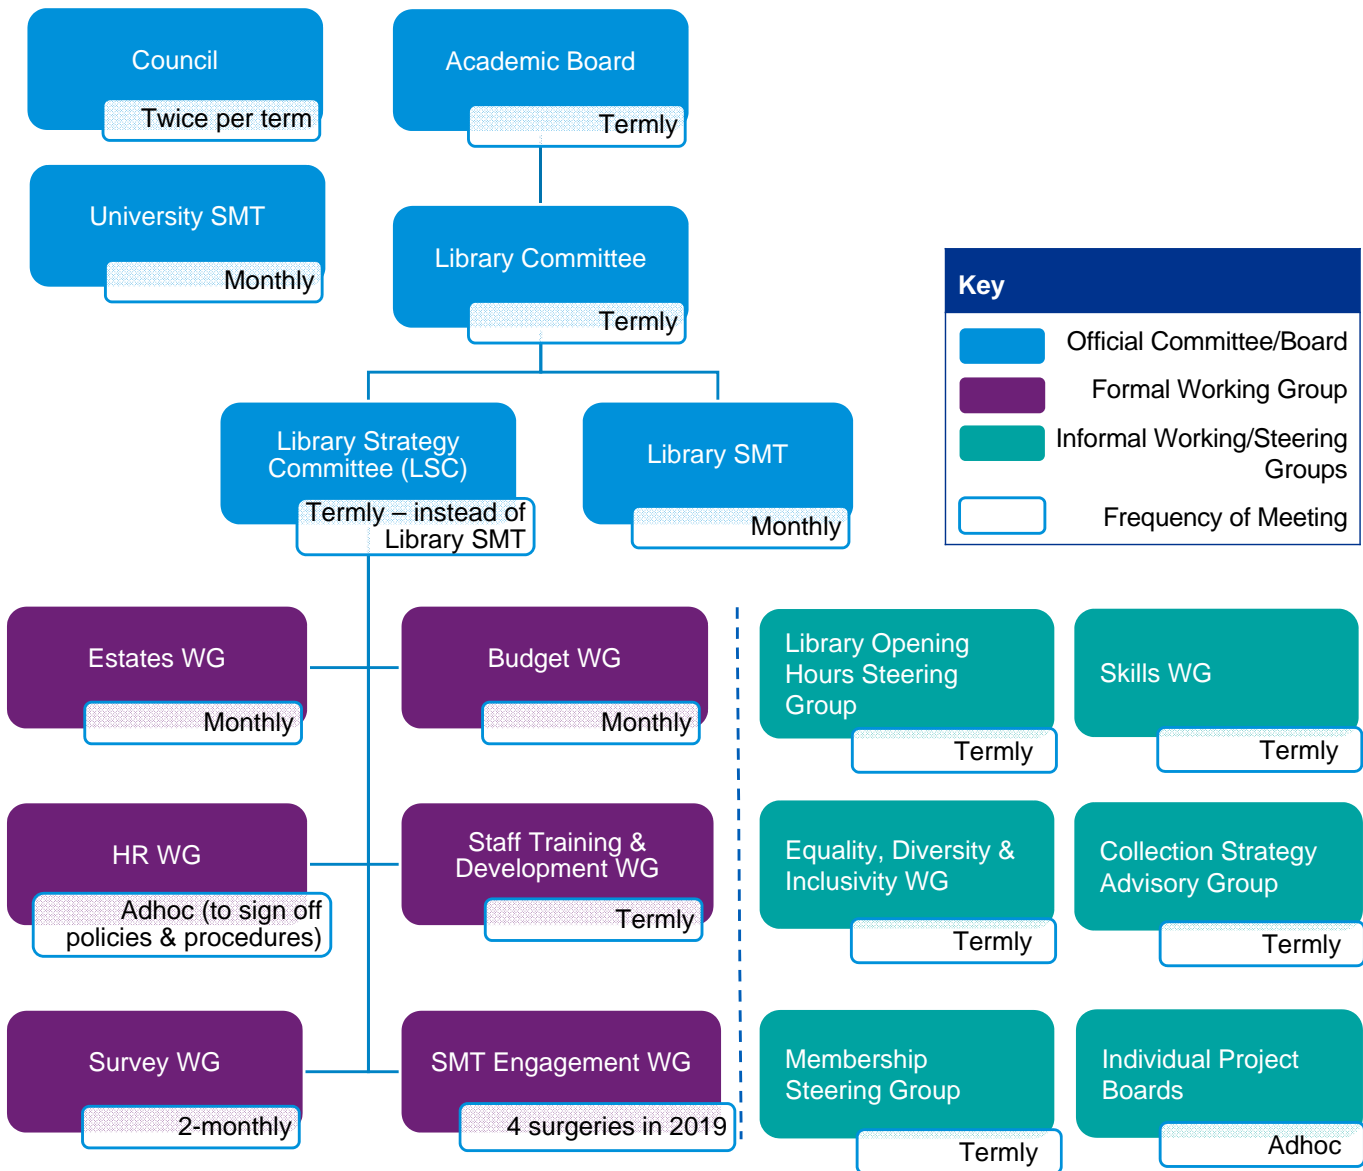 Council
Twice per term
Academic Board
Termly
University SMT
Monthly
Library Committee
Termly
Key
Official Committee/Board
Formal Working Group
Informal Working/Steering
Groups
Frequency of Meeting
Library Strategy
Committee (LSC)
Termly – instead of
Library SMT
Library SMT
Monthly
Estates WG
Monthly
Budget WG
Monthly
Library Opening
Hours Steering
Group
Termly
Skills WG
Termly
HR WG
Adhoc (to sign off
policies & procedures)
Staff Training &
Development WG
Termly
Equality, Diversity &
Inclusivity WG
Termly
Collection Strategy
Advisory Group
Termly
Survey WG
2-monthly
SMT Engagement WG
4 surgeries in 2019
Membership
Steering Group
Termly
Individual Project
Boards
Adhoc